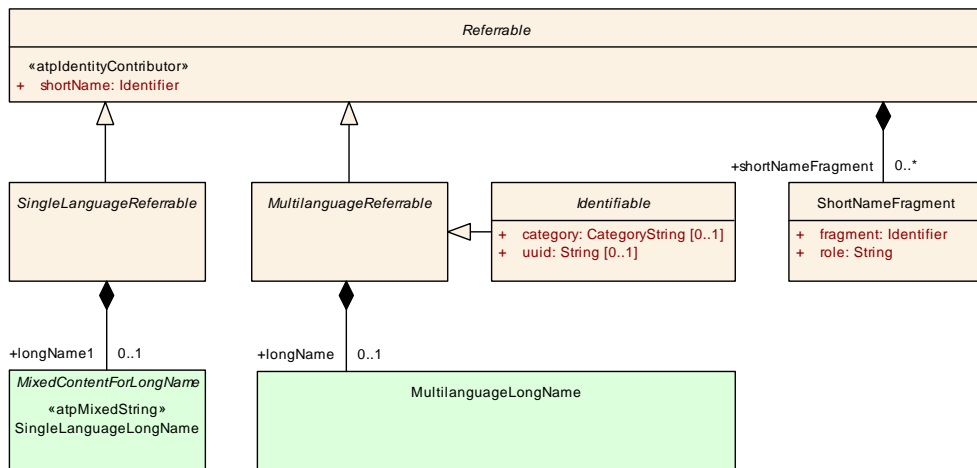 Referrable
«atpIdentityContributor»
+ shortName: Identifier
+shortNameFragment 0..*
SingleLanguageReferrable
MultilanguageReferrable
Identifiable
+ category: CategoryString [0..1]
+ uuid: String [0..1]
ShortNameFragment
+ fragment: Identifier
+ role: String
+longName1 0..1
+longName 0..1
MixedContentForLongName
«atpMixedString»
SingleLanguageLongName
MultilanguageLongName